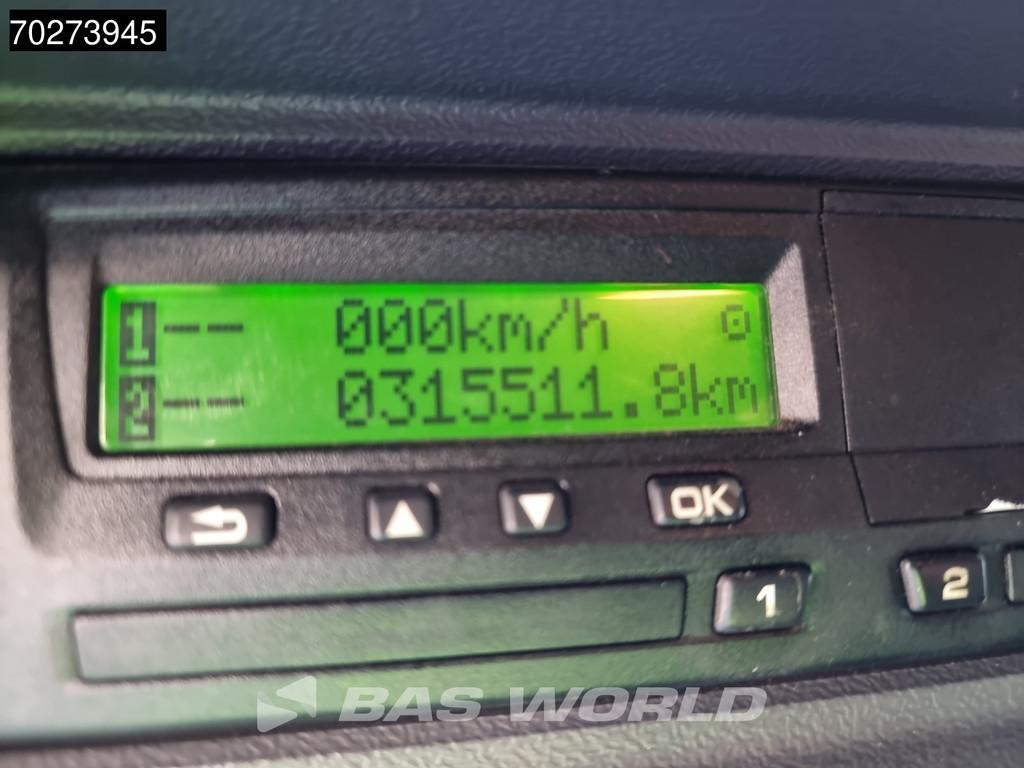 70273945
1 -- 000km/h
2 -- 0315511.8km
OK
1
2
BAS WORLD